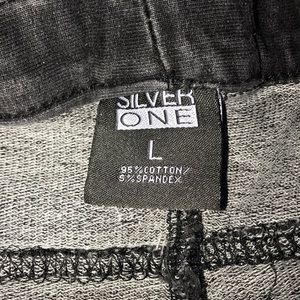 SILVER
ONE
L
95% COTTON/
5% SPANDEX